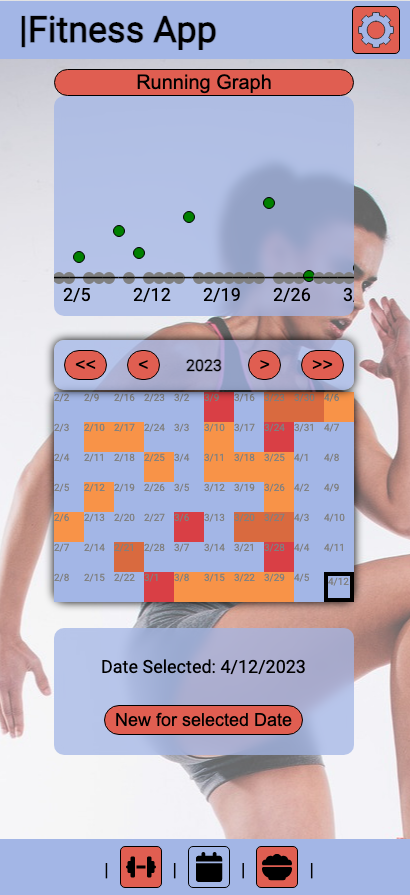 |Fitness App
Running Graph
2/5 2/12 2/19 2/26 3
<< < 2023 > >>
2/2 2/9 2/16 2/23 3/2 3/9 3/16 4/6
2/3 2/10 2/17 2/24 3/3 3/10 3/17 3/24 3/31 4/7
2/4 2/11 2/18 2/25 3/4 3/11 3/18 3/25 4/1 4/8
2/5 2/12 2/19 2/26 3/5 3/12 3/19 3/26 4/2 4/9
2/6 2/13 2/20 2/27 3/6 3/13 3/20 3/27 4/3 4/10
2/7 2/14 2/21 2/28 3/7 3/14 3/21 3/28 4/4 4/11
2/8 2/15 2/22 3/1 3/8 3/15 3/22 3/29 4/5 4/12
Date Selected: 4/12/2023
New for selected Date
| | | |